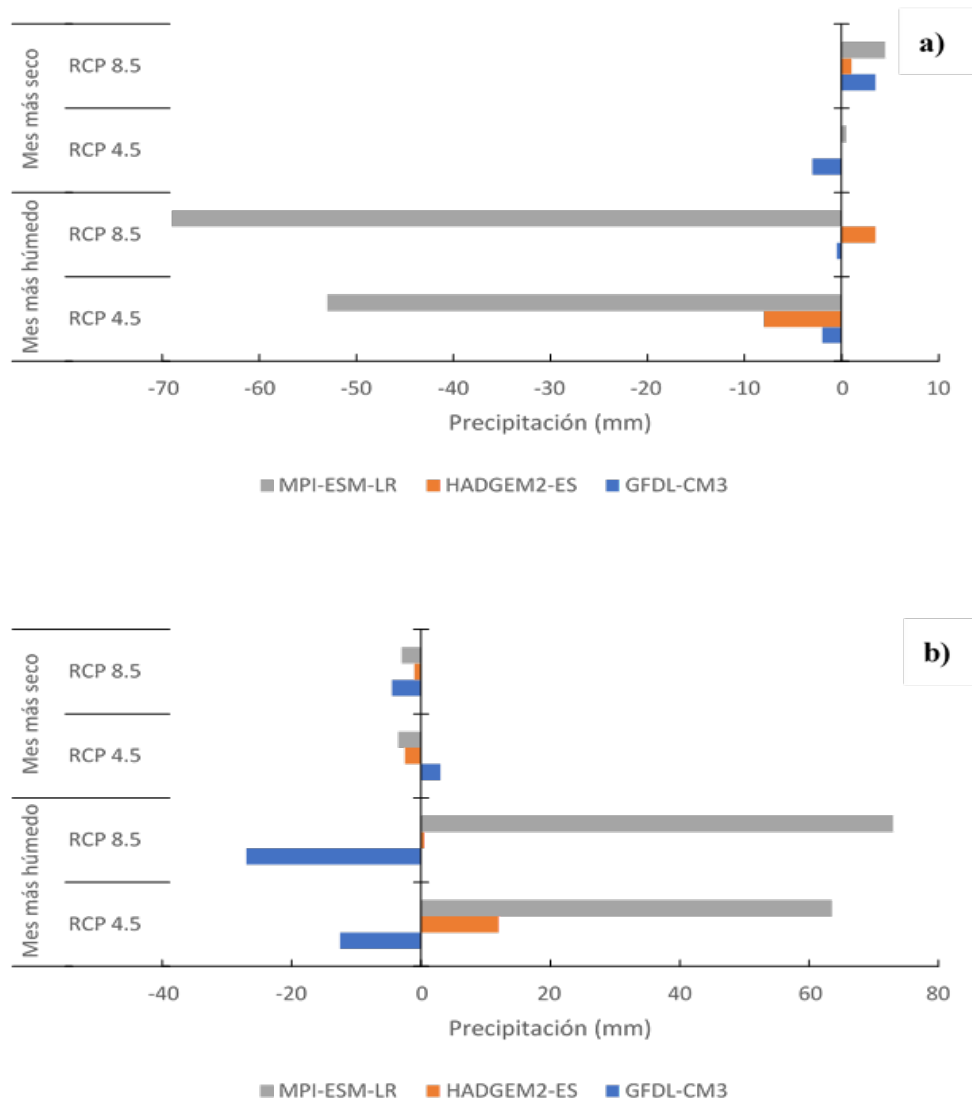 a)
Mes más seco
RCP 8.5
RCP 4.5
Mes más húmedo
RCP 8.5
RCP 4.5
-70 -60 -50 -40 -30 -20 -10 0 10
Precipitación (mm)
MPI-ESM-LR HADGEM2-ES GFDL-CM3
b)
Mes más seco
RCP 8.5
RCP 4.5
Mes más húmedo
RCP 8.5
RCP 4.5
-40 -20 0 20 40 60 80
Precipitación (mm)
MPI-ESM-LR HADGEM2-ES GFDL-CM3